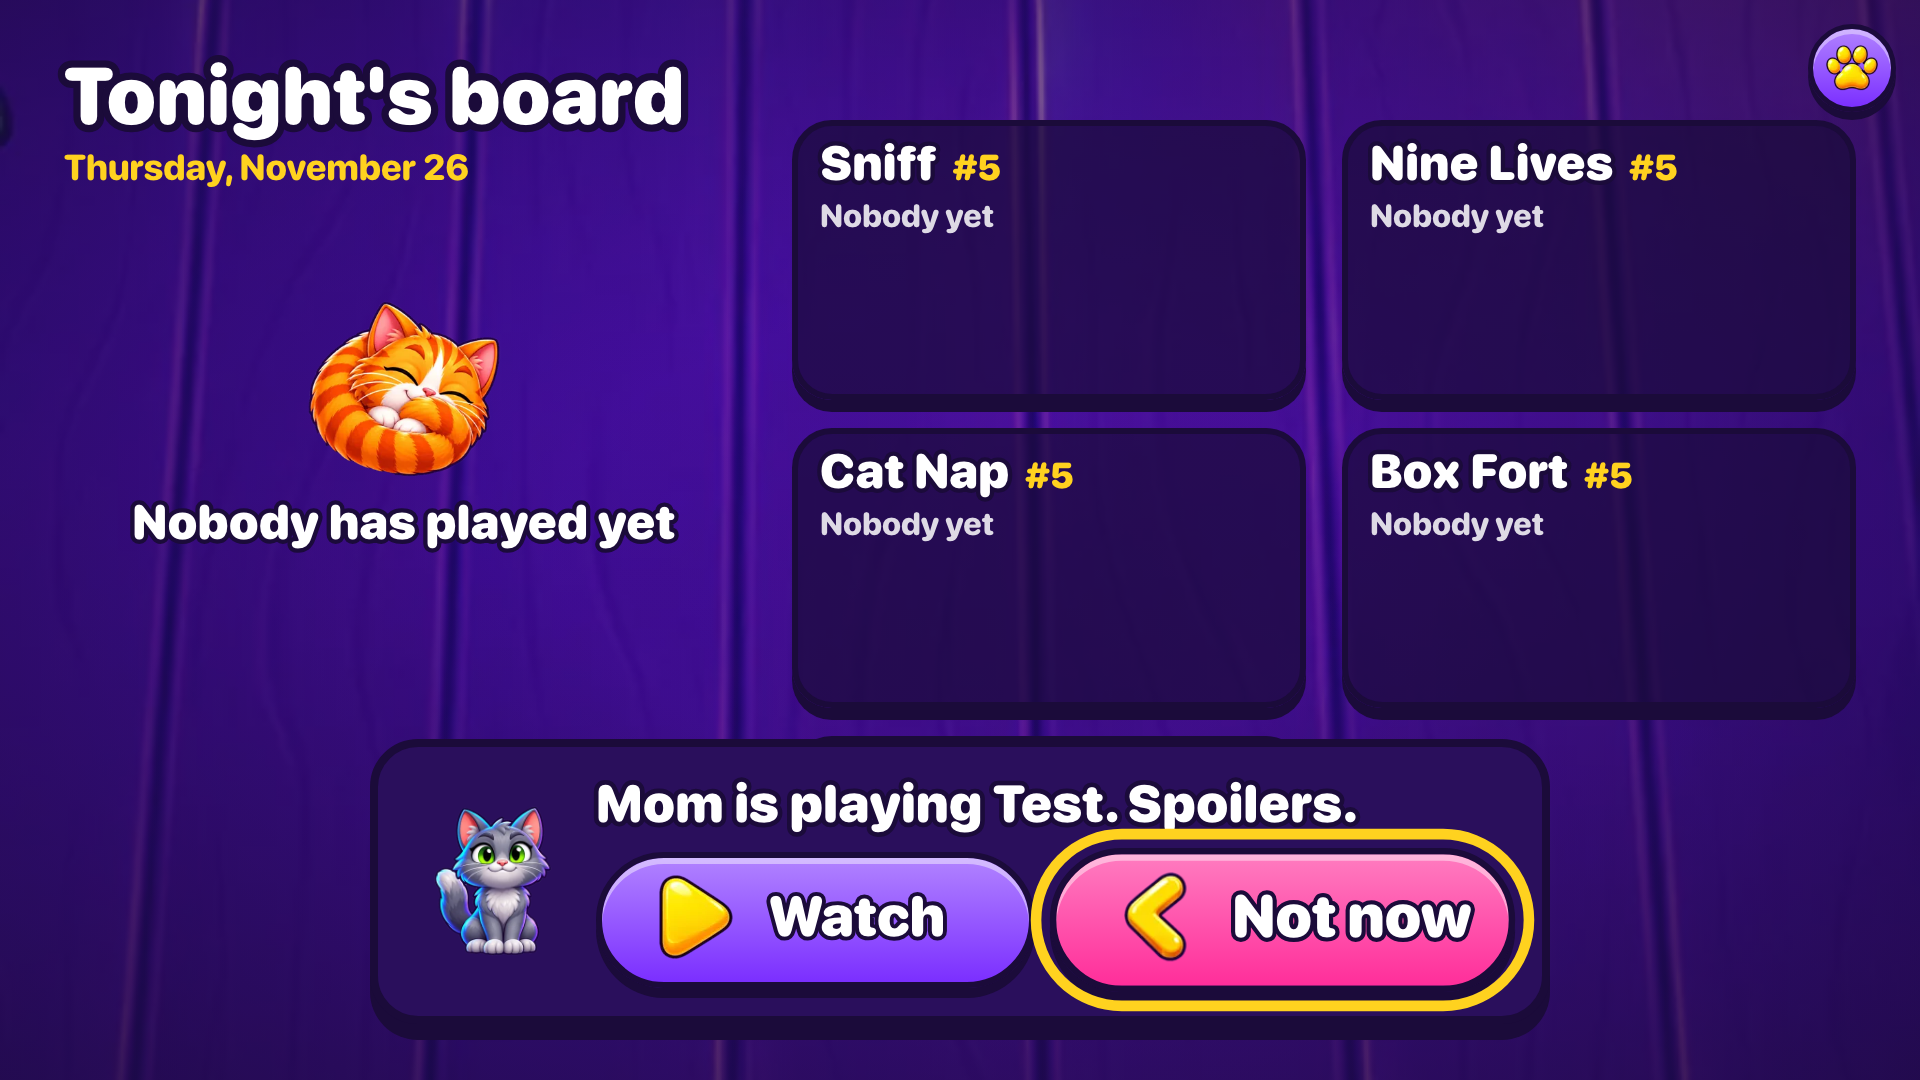 Tonight's board
Thursday, November 26
Nobody has played yet
Sniff #5
Nobody yet
Nine Lives #5
Nobody yet
Cat Nap #5
Nobody yet
Box Fort #5
Nobody yet
Mom is playing Test. Spoilers.
Watch
Not now